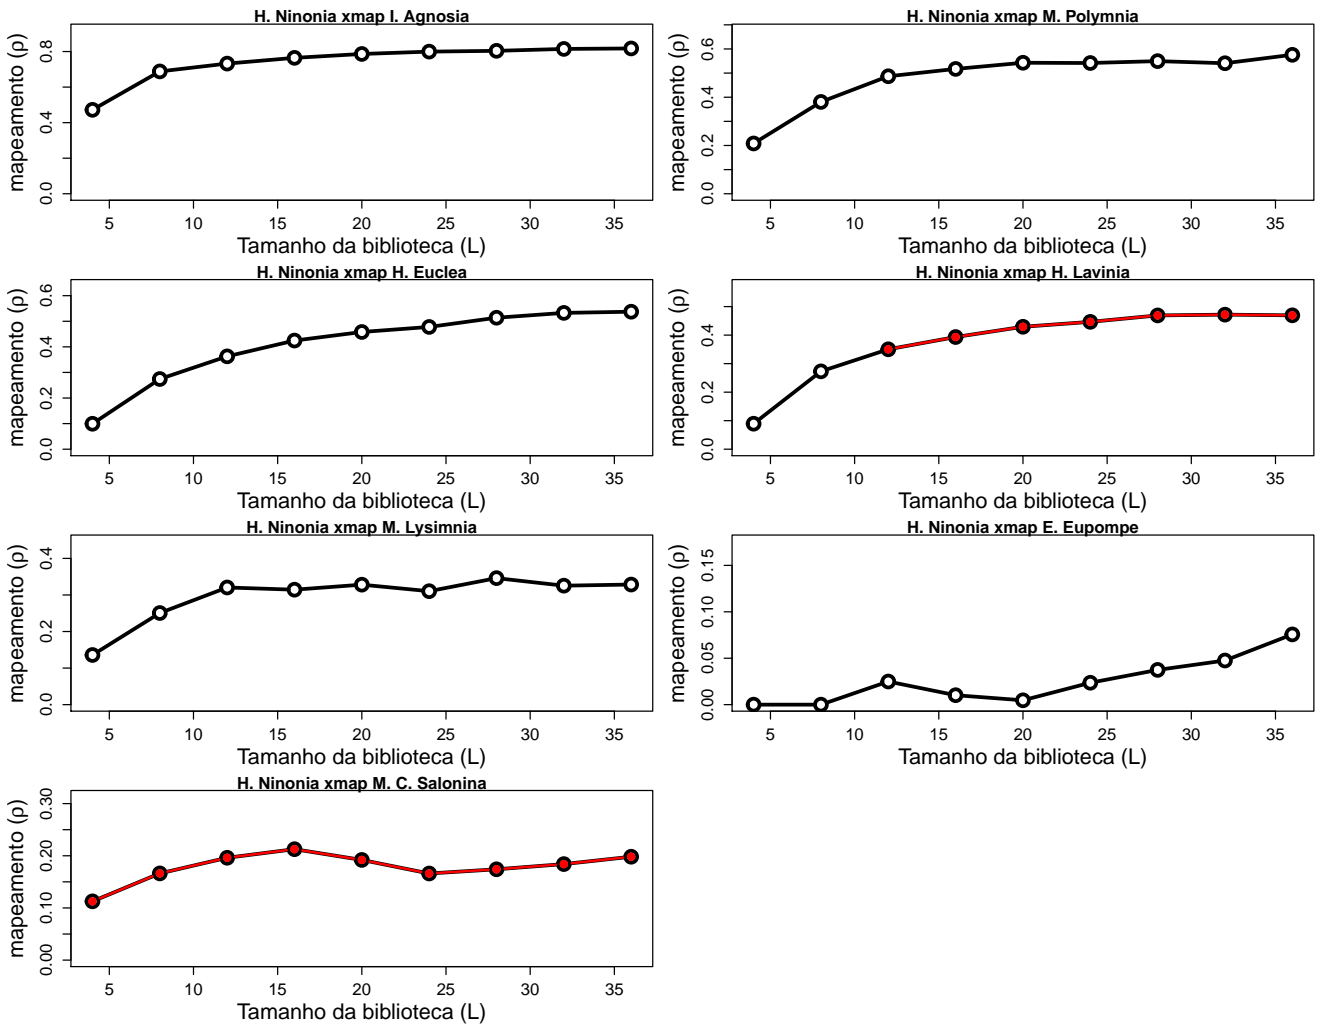 H. Ninonia xmap I. Agnosia
mapeamento (ρ)
0.0 0.4 0.8
5 10 15 20 25 30 35
Tamanho da biblioteca (L)
H. Ninonia xmap M. Polymnia
mapeamento (ρ)
0.0 0.2 0.4 0.6
5 10 15 20 25 30 35
Tamanho da biblioteca (L)
H. Ninonia xmap H. Euclea
mapeamento (ρ)
0.0 0.2 0.4 0.6
5 10 15 20 25 30 35
Tamanho da biblioteca (L)
H. Ninonia xmap H. Lavinia
mapeamento (ρ)
0.0 0.2 0.4
5 10 15 20 25 30 35
Tamanho da biblioteca (L)
H. Ninonia xmap M. Lysimnia
mapeamento (ρ)
0.0 0.2 0.4
5 10 15 20 25 30 35
Tamanho da biblioteca (L)
H. Ninonia xmap E. Eupompe
mapeamento (ρ)
0.00 0.05 0.10 0.15
5 10 15 20 25 30 35
Tamanho da biblioteca (L)
H. Ninonia xmap M. C. Salonina
mapeamento (ρ)
0.00 0.10 0.20 0.30
5 10 15 20 25 30 35
Tamanho da biblioteca (L)